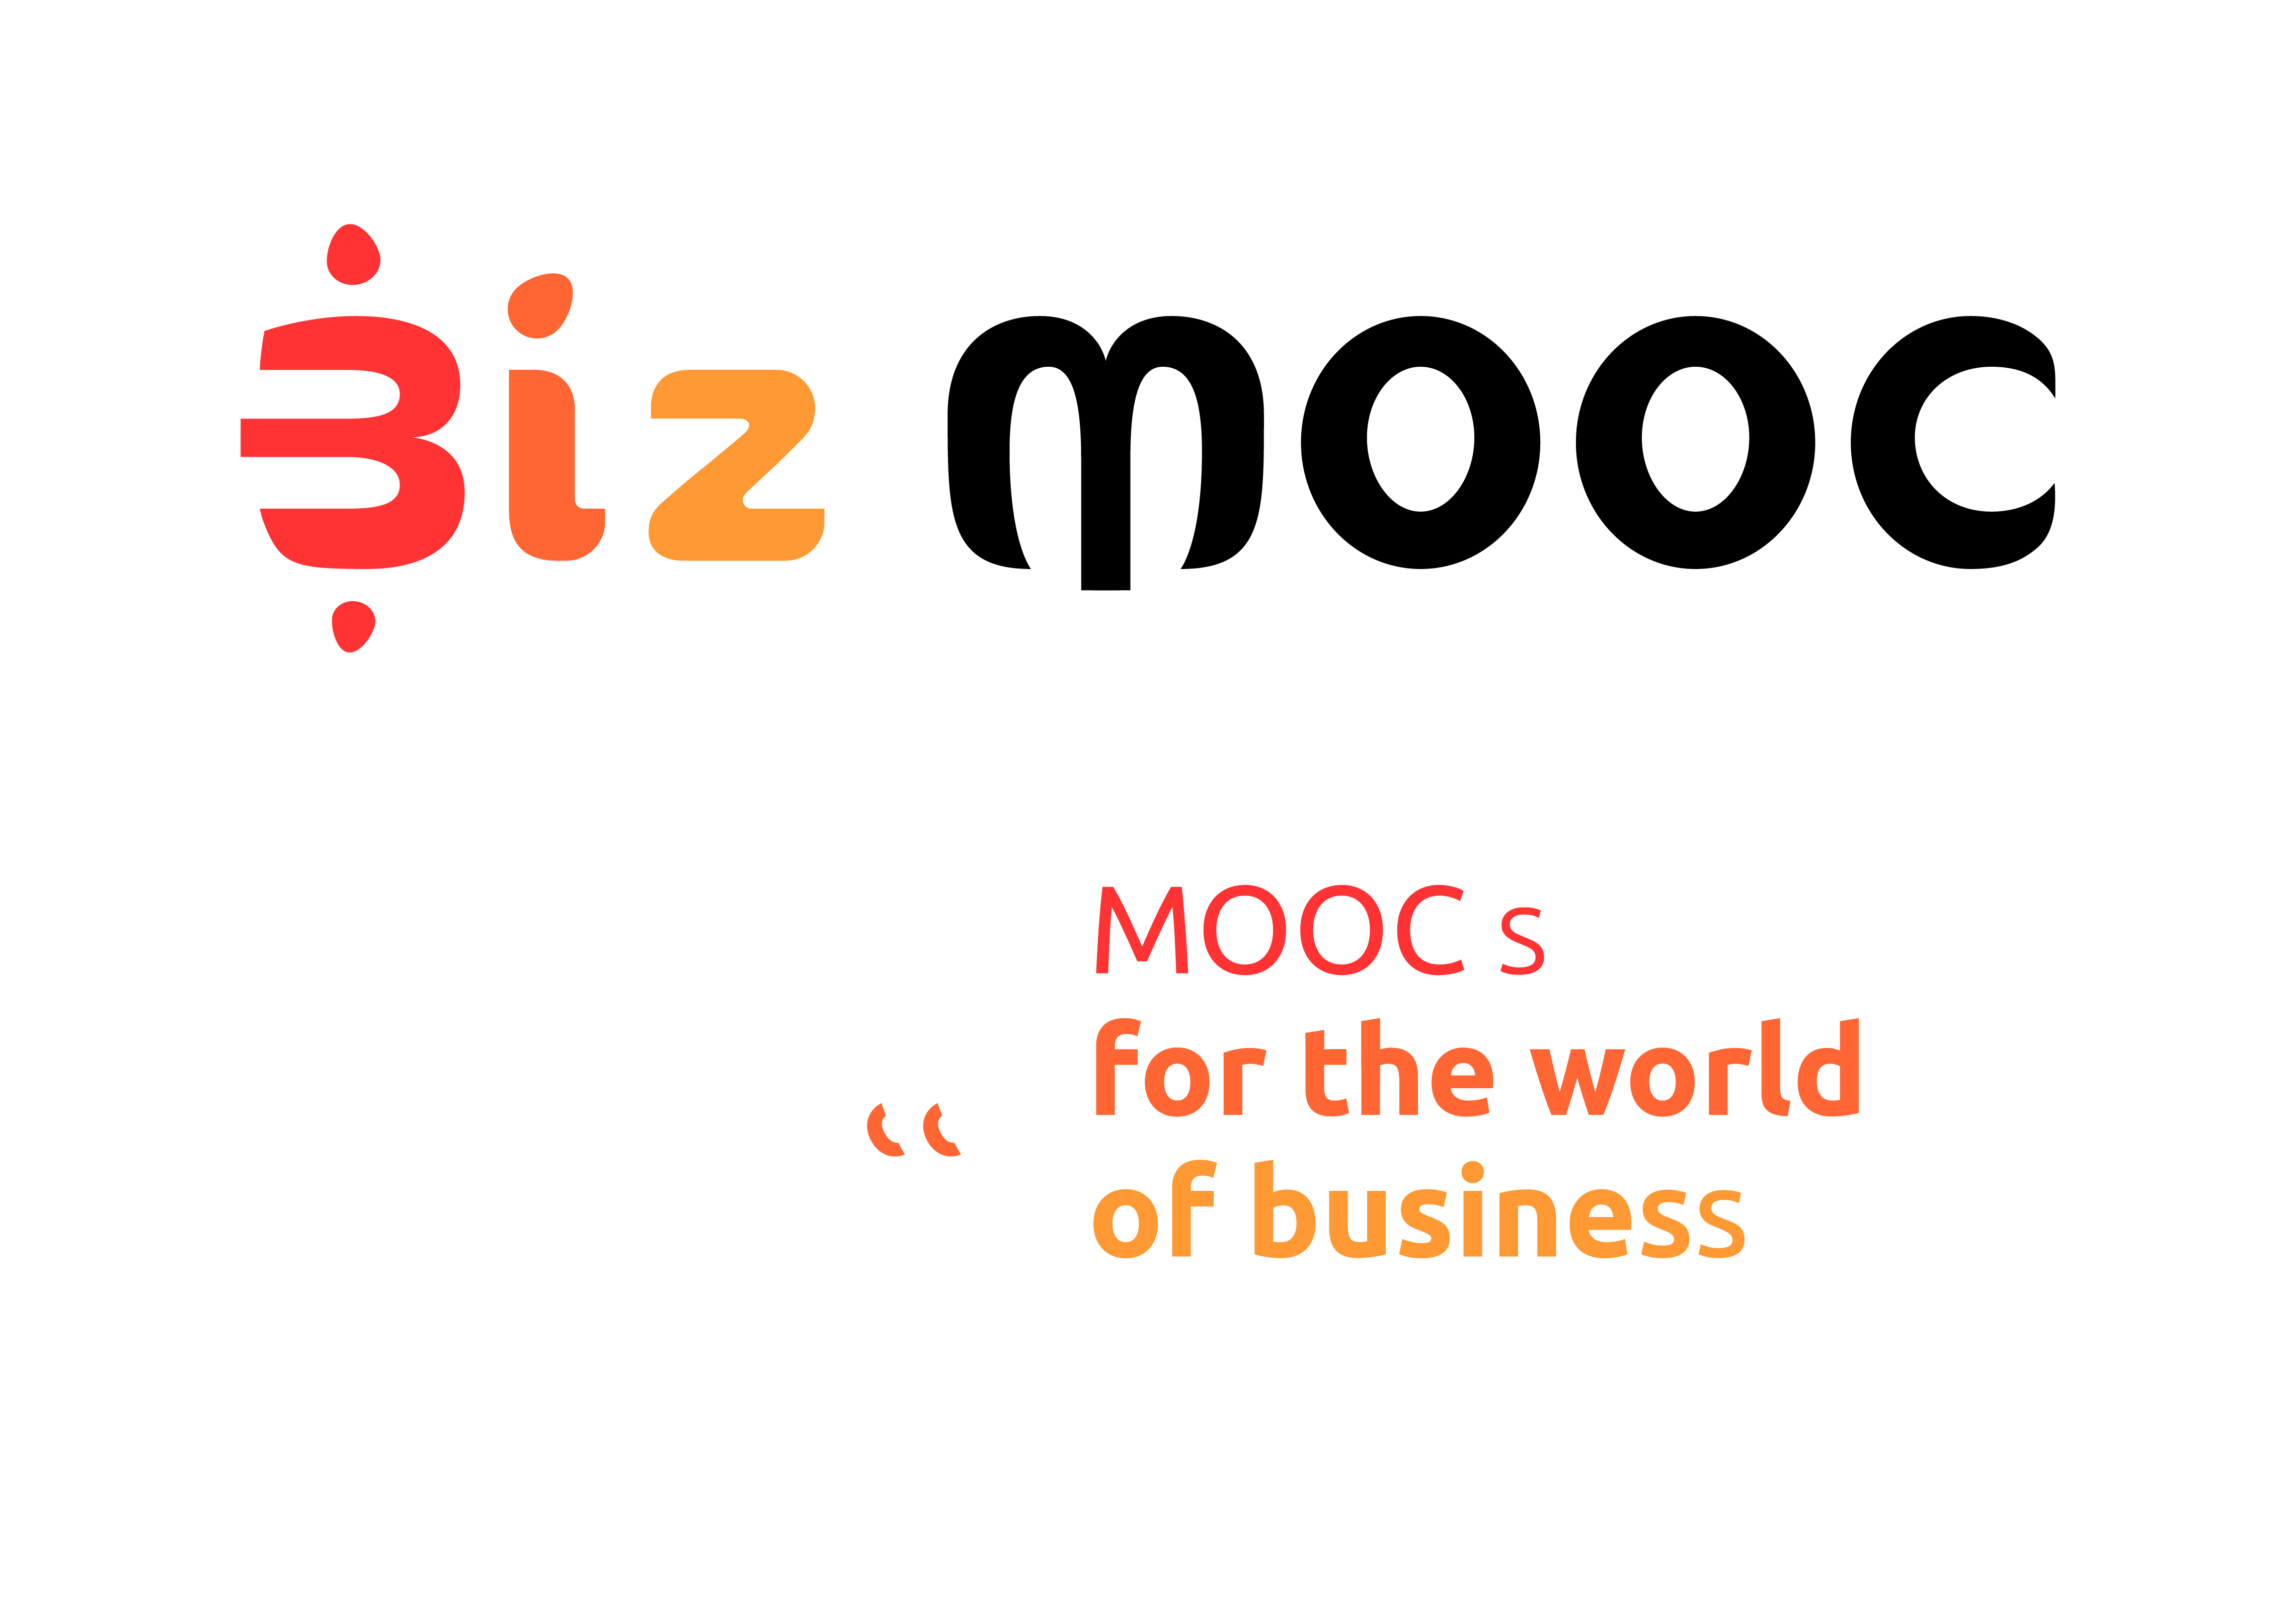 Biz mooc
MOOC s
for the world
“ of business